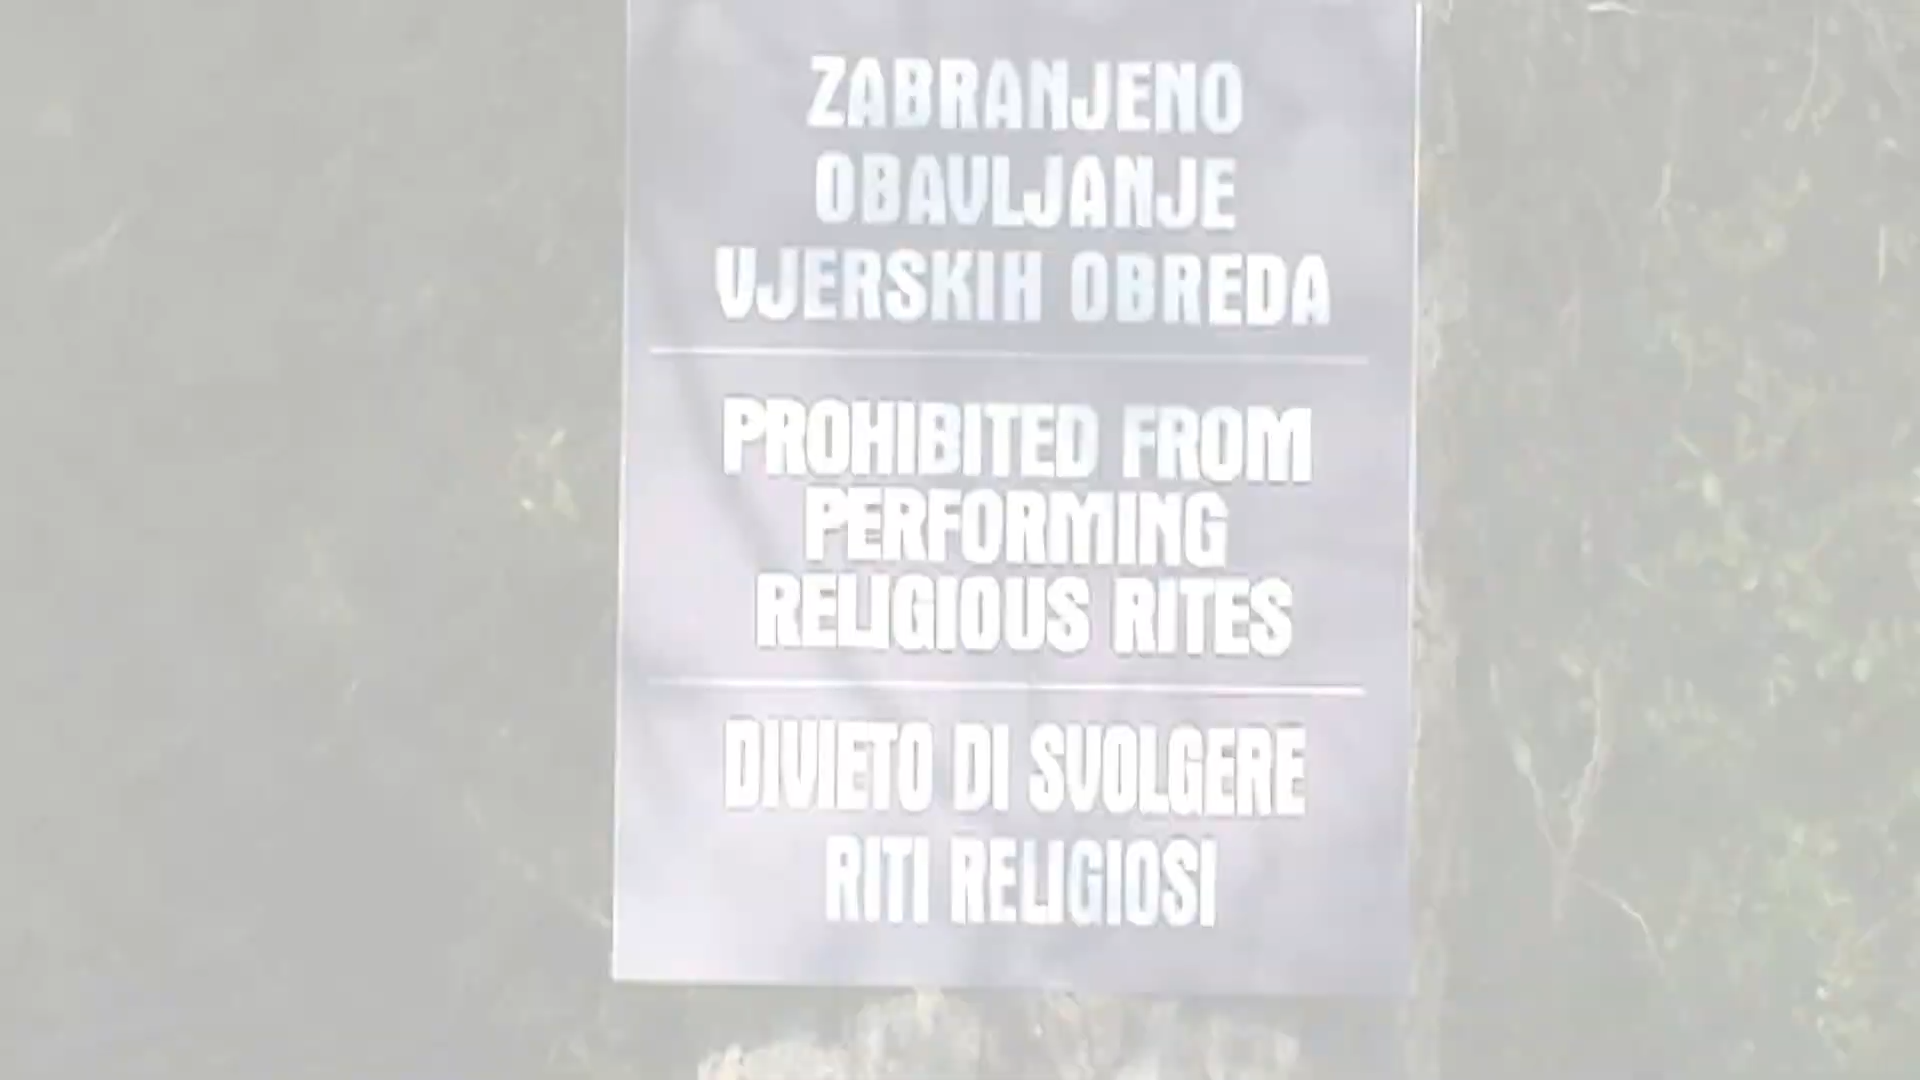 ZABRANJENO
OBAVLJANJE
VJERSKIH OBREDA
PROHIBITED FROM
PERFORMING
RELIGIOUS RITES
DIVIETO DI SVOLGERE
RITI RELIGIOSI